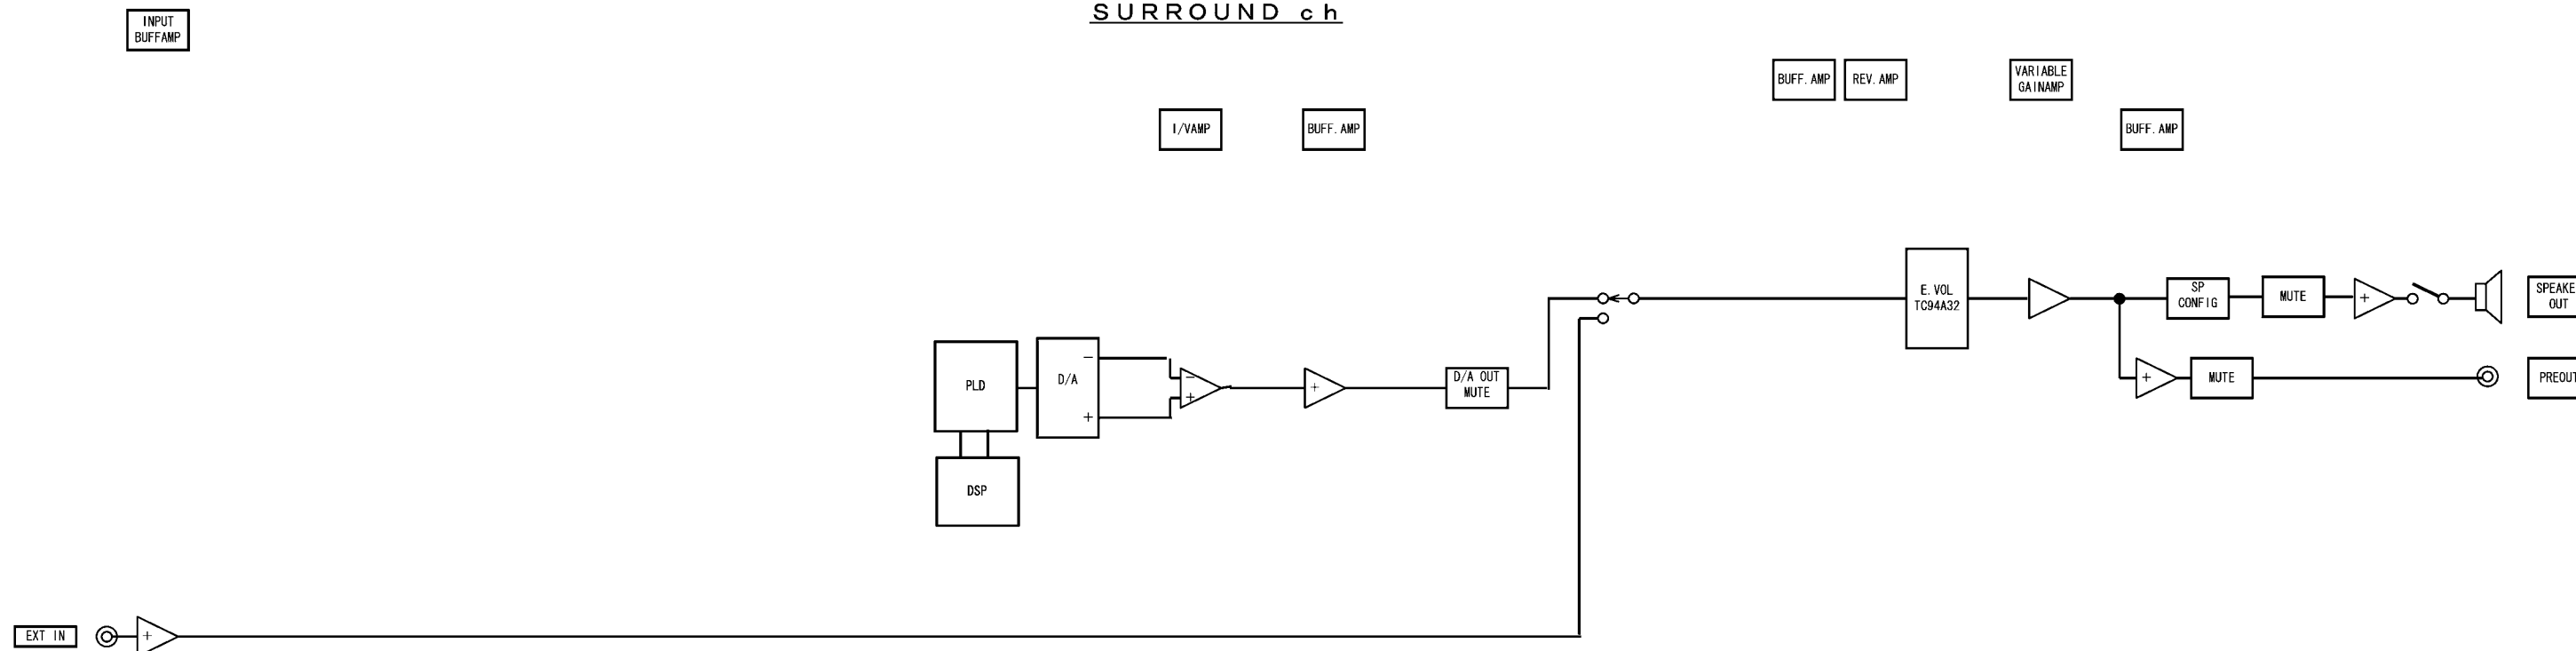 SURROUND ch
INPUT
BUFFAMP
BUFF. AMP
REV. AMP
VARIABLE
GAINAMP
I/VAMP
BUFF. AMP
BUFF. AMP
E. VOL
TC94A32
SP
CONFIG
MUTE
+
SPEAKE
OUT
PLD
D/A
−
+
−
+
+
D/A OUT
MUTE
+
MUTE
PREOUT
DSP
EXT IN
+